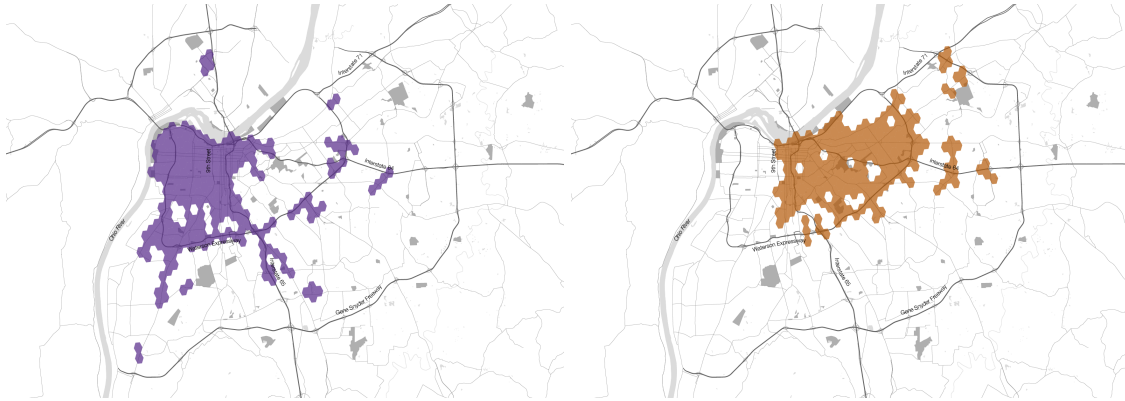 Interstate 71
9th Street
Interstate 64
Ohio River
Watterson Expressway
Interstate 65
Gene Snyder Freeway
Interstate 71
9th Street
Interstate 64
Ohio River
Watterson Expressway
Interstate 65
Gene Snyder Freeway